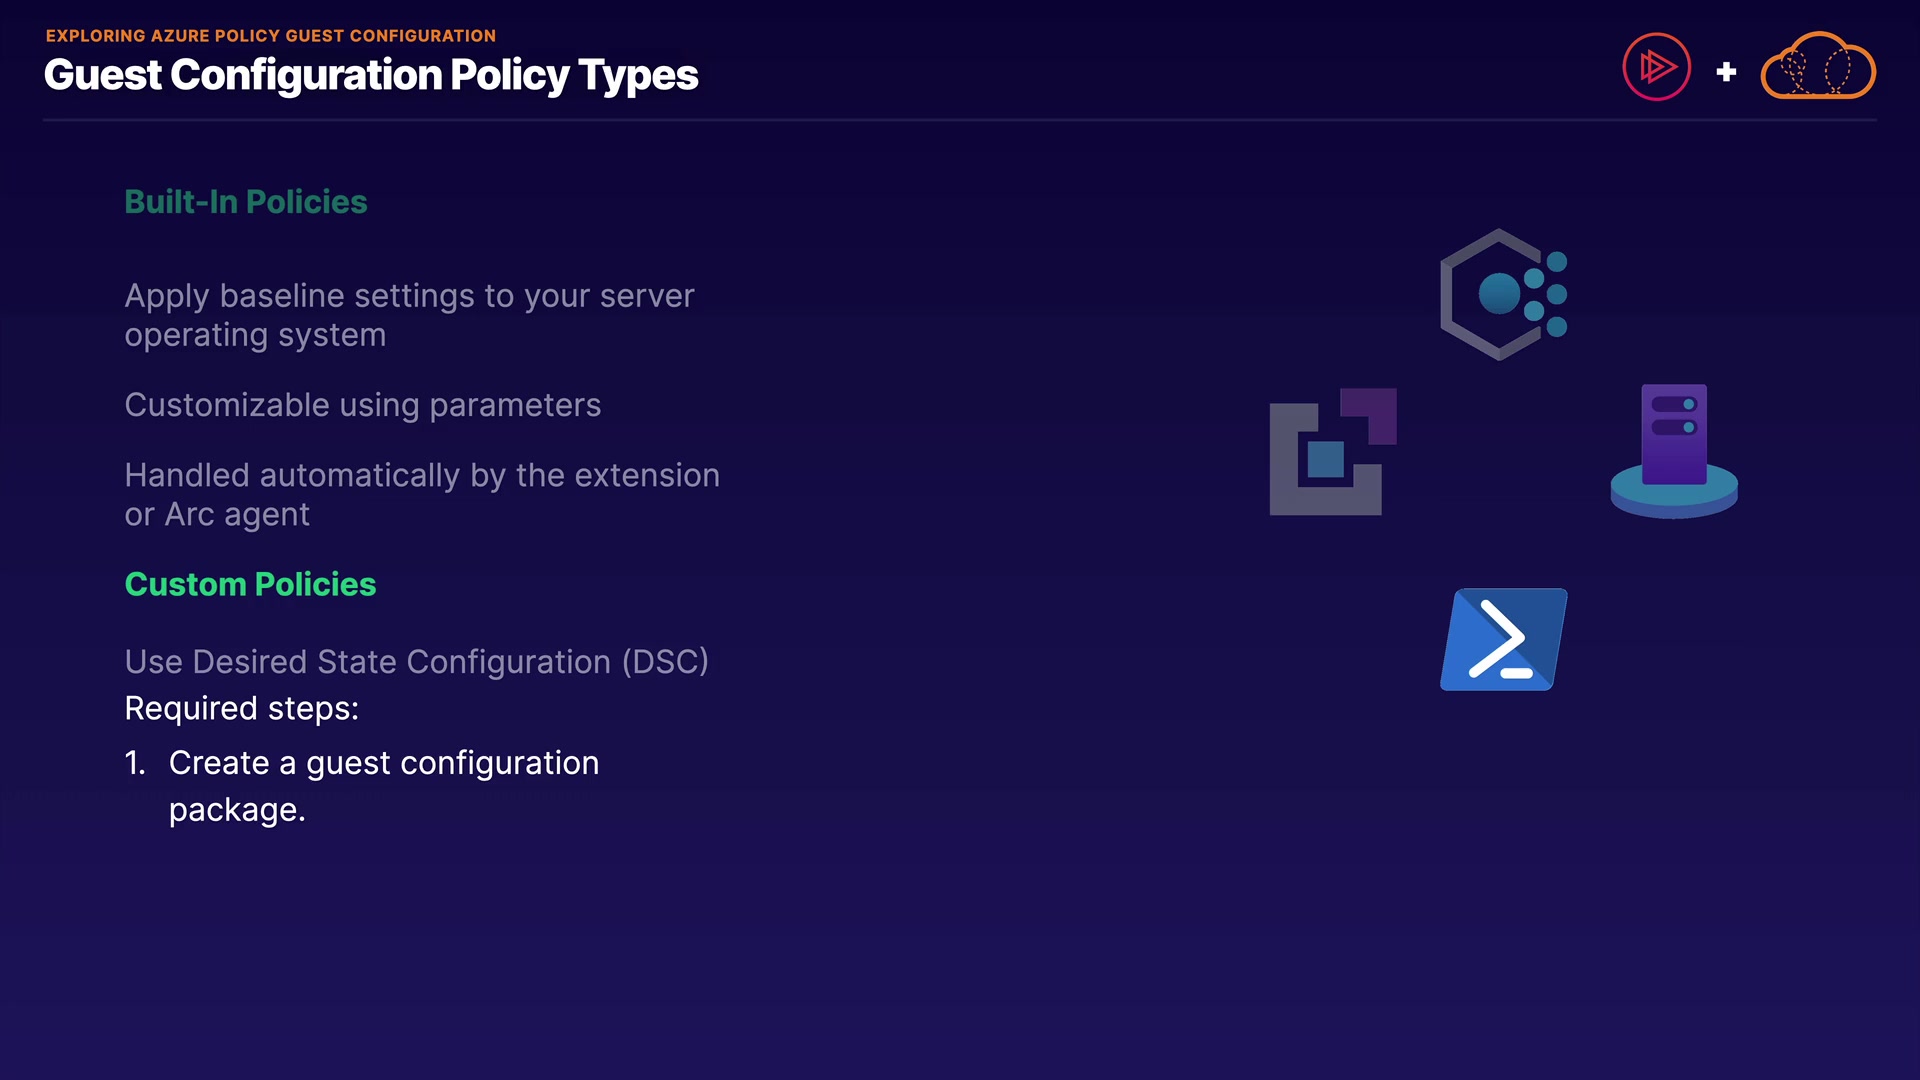 EXPLORING AZURE POLICY GUEST CONFIGURATION
Guest Configuration Policy Types
+
Built-In Policies
Apply baseline settings to your server
operating system
Customizable using parameters
Handled automatically by the extension
or Arc agent
Custom Policies
Use Desired State Configuration (DSC)
Required steps:
1. Create a guest configuration
package.